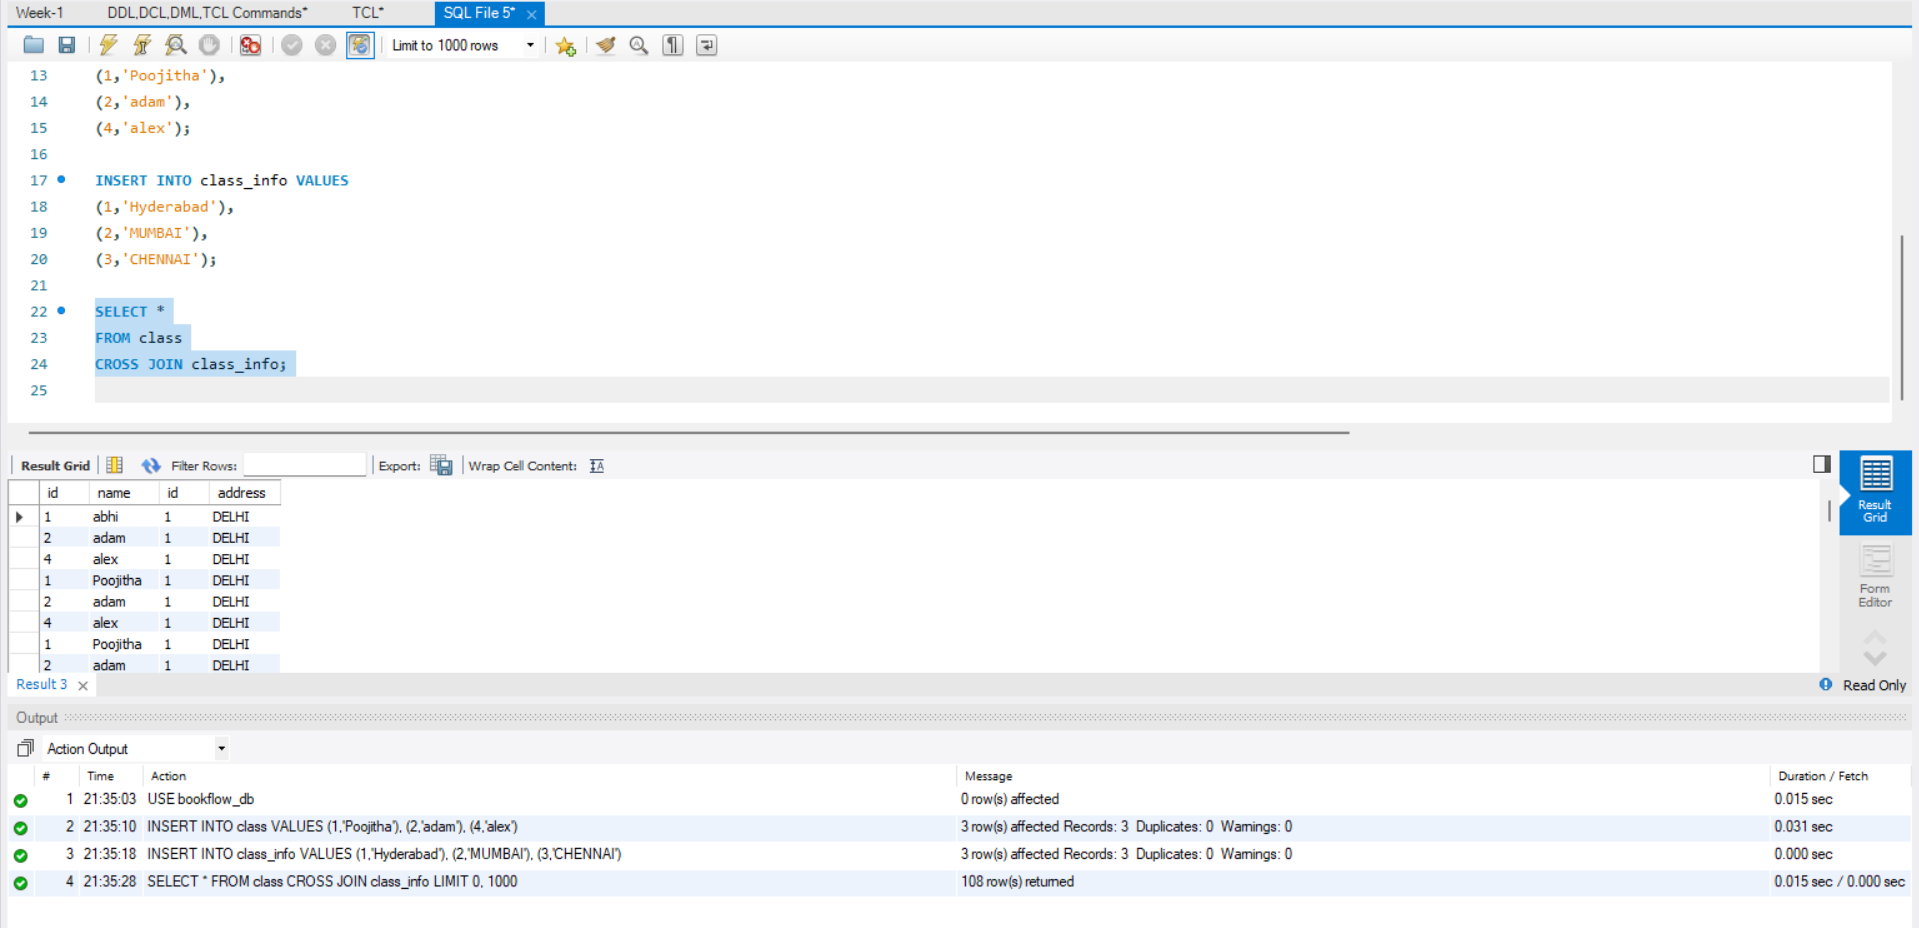 Week-1 DDL,DCL,DML,TCL Commands* TCL* SQL File 5* ×
Limit to 1000 rows
13 (1,'Poojitha'),
14 (2,'adam'),
15 (4,'alex');
16
17 INSERT INTO class_info VALUES
18 (1,'Hyderabad'),
19 (2,'MUMBAI'),
20 (3,'CHENNAI');
21
22 SELECT *
23 FROM class
24 CROSS JOIN class_info;
25
Result Grid Filter Rows: Export: Wrap Cell Content: IA
id name id address
1 abhi 1 DELHI
2 adam 1 DELHI
4 alex 1 DELHI
1 Poojitha 1 DELHI
2 adam 1 DELHI
4 alex 1 DELHI
1 Poojitha 1 DELHI
2 adam 1 DELHI
Result
Grid
Form
Editor
Result 3 × Read Only
Output
Action Output
# Time Action Message Duration / Fetch
1 21:35:03 USE bookflow_db 0 row(s) affected 0.015 sec
2 21:35:10 INSERT INTO class VALUES (1,'Poojitha'), (2,'adam'), (4,'alex') 3 row(s) affected Records: 3 Duplicates: 0 Warnings: 0 0.031 sec
3 21:35:18 INSERT INTO class_info VALUES (1,'Hyderabad'), (2,'MUMBAI'), (3,'CHENNAI') 3 row(s) affected Records: 3 Duplicates: 0 Warnings: 0 0.000 sec
4 21:35:28 SELECT * FROM class CROSS JOIN class_info LIMIT 0, 1000 108 row(s) returned 0.015 sec / 0.000 sec